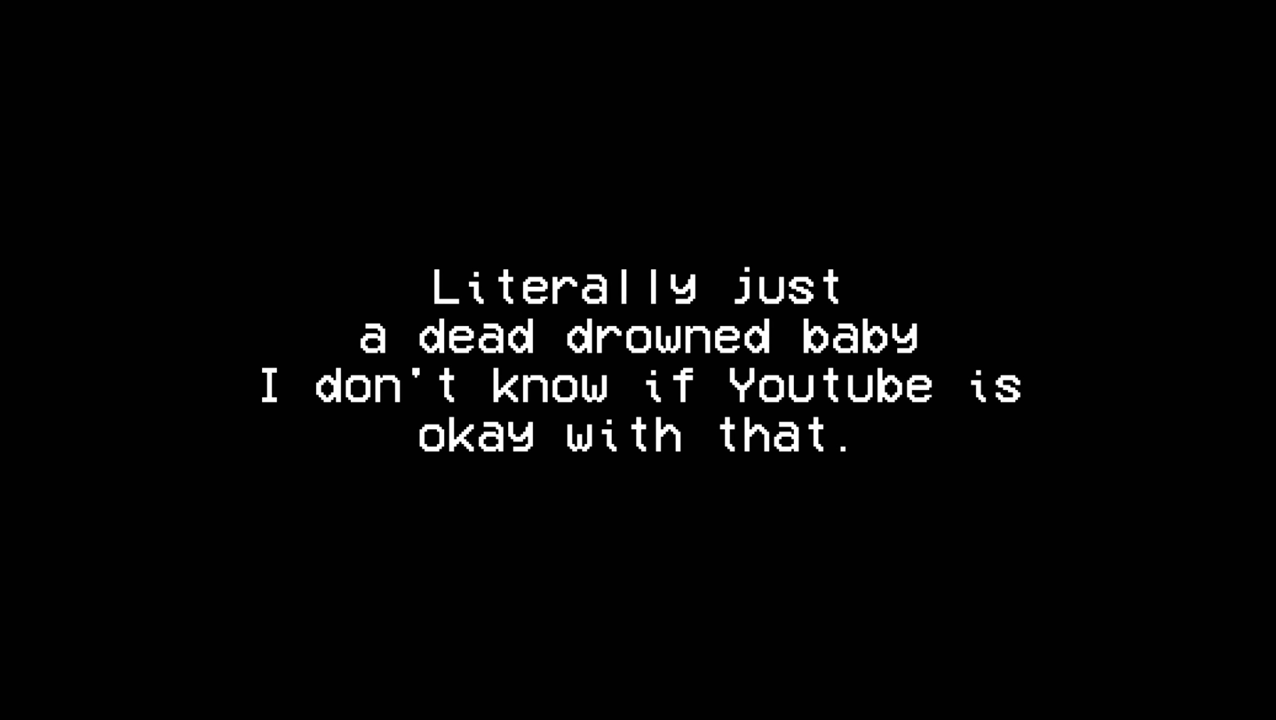 Literally just
a dead drowned baby
I don't know if Youtube is
okay with that.